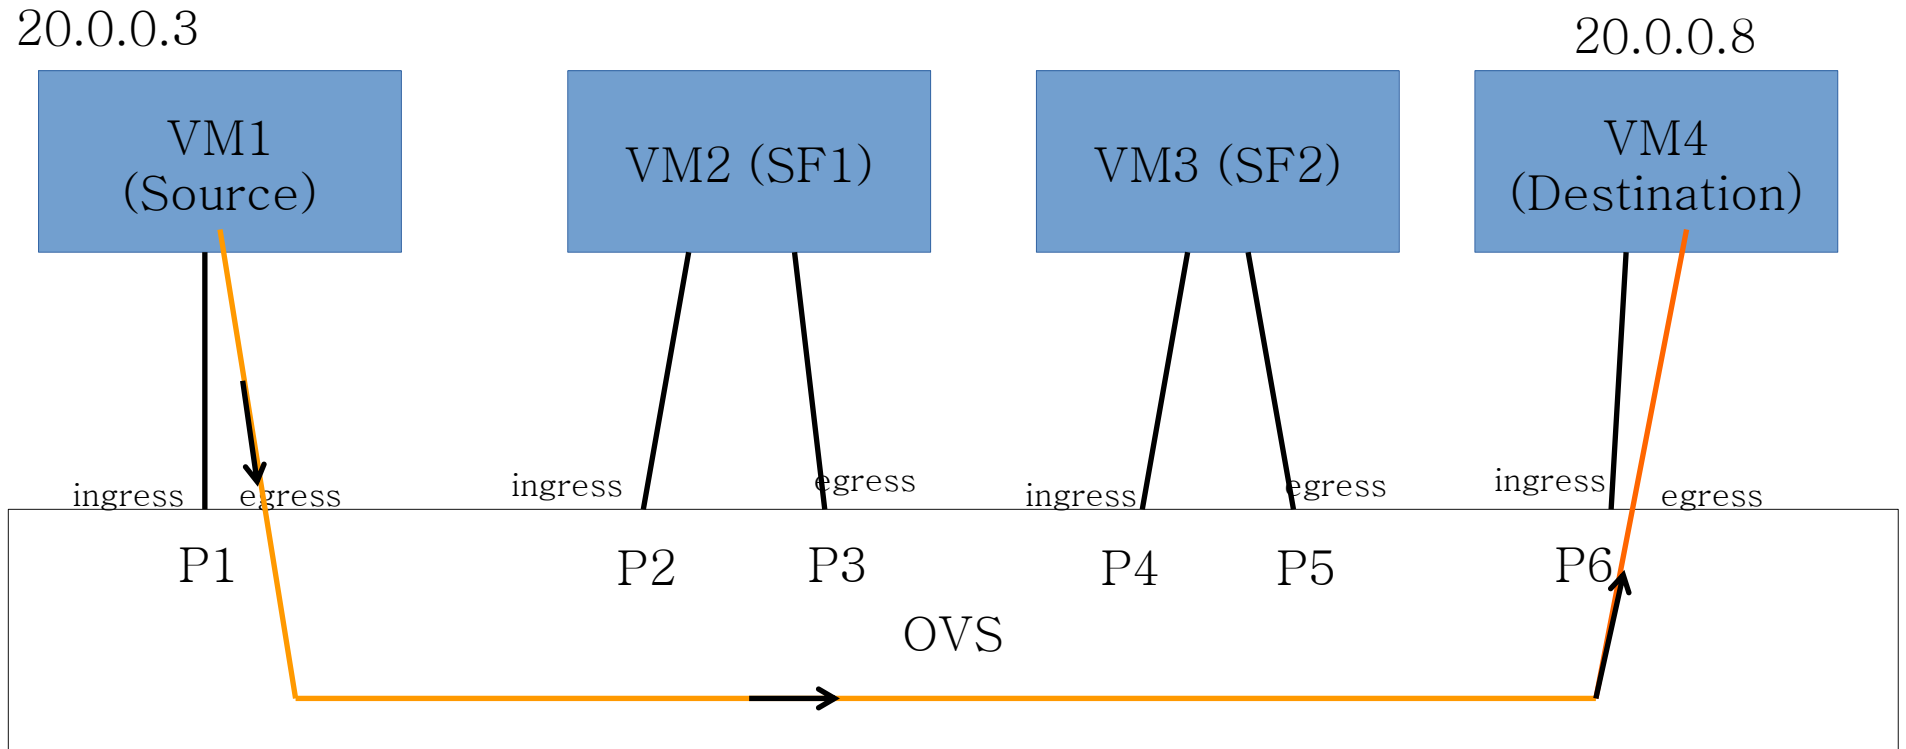 20.0.0.3
20.0.0.8
VM1
(Source)
VM2 (SF1)
VM3 (SF2)
VM4
(Destination)
ingress
egress
ingress
egress
ingress
egress
ingress
egress
P1
P2
P3
P4
P5
P6
OVS